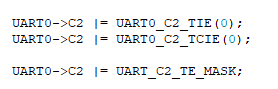 UART0->C2 |= UART0_C2_TIE(0);
UART0->C2 |= UART0_C2_TCIE(0);
UART0->C2 |= UART_C2_TE_MASK;